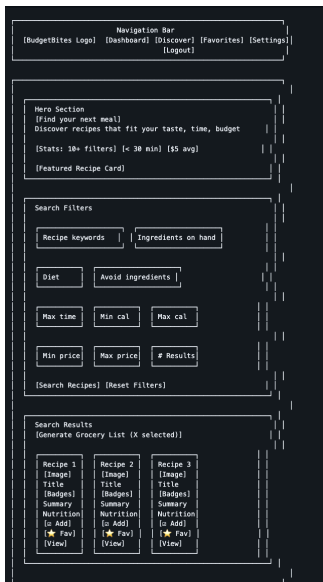 Navigation Bar
[BudgetBites Logo] [Dashboard] [Discover] [Favorites] [Settings]
[Logout]
Hero Section
[Find your next meal]
Discover recipes that fit your taste, time, budget
[Stats: 10+ filters] [< 30 min] [$5 avg]
[Featured Recipe Card]
Search Filters
Recipe keywords Ingredients on hand
Diet Avoid ingredients
Max time Min cal Max cal
Min price Max price # Results
[Search Recipes] [Reset Filters]
Search Results
[Generate Grocery List (X selected)]
Recipe 1 Recipe 2 Recipe 3
[Image] [Image] [Image]
Title Title Title
[Badges] [Badges] [Badges]
Summary Summary Summary
Nutrition Nutrition Nutrition
[☑ Add] [☑ Add] [☑ Add]
[⭐ Fav] [⭐ Fav] [⭐ Fav]
[View] [View] [View]